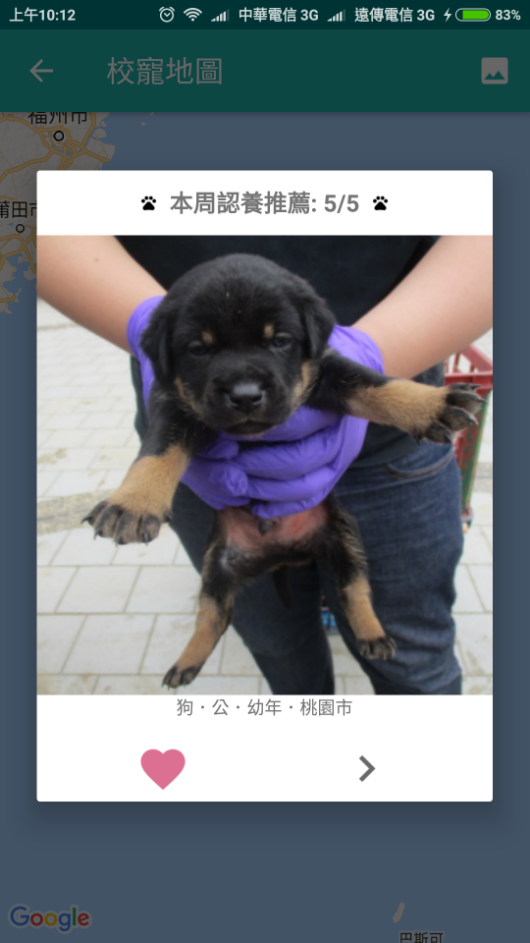 上午10:12 中華電信 3G 遠傳電信 3G 83%
校寵地圖
福州市
莆田市
本周認養推薦: 5/5
狗・公・幼年・桃園市
Google
巴斯可